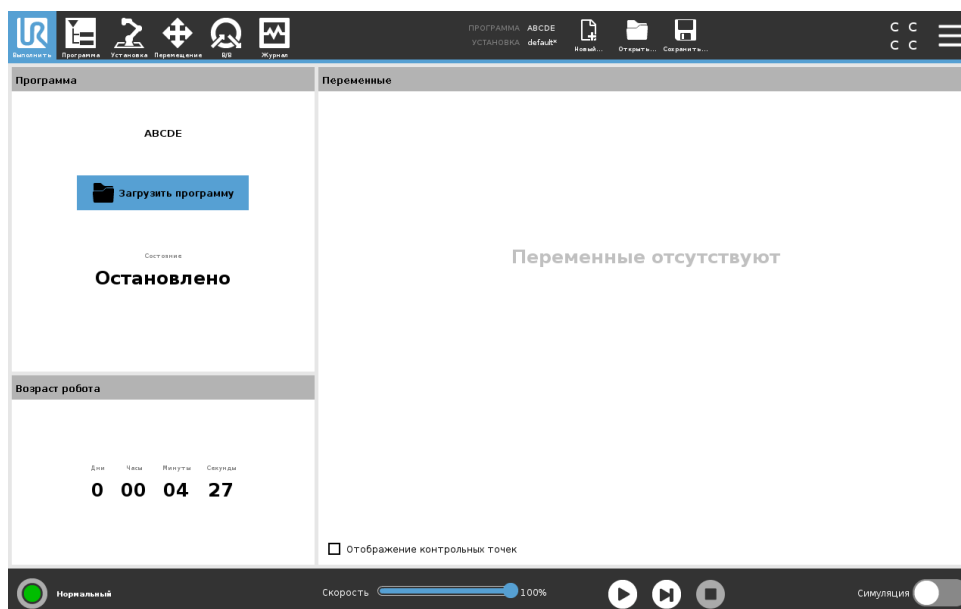 UR
Выполнить Программа Установка Перемещение В/В Журнал
ПРОГРАММА ABCDE
УСТАНОВКА default*
Новый... Открыть... Сохранить...
C C
C C
Программа
ABCDE
Загрузить программу
Состояние
Остановлено
Переменные
Переменные отсутствуют
Отображение контрольных точек
Возраст робота
Дни Часы Минуты Секунды
0 00 04 27
Нормальный
Скорость 100%
Симуляция